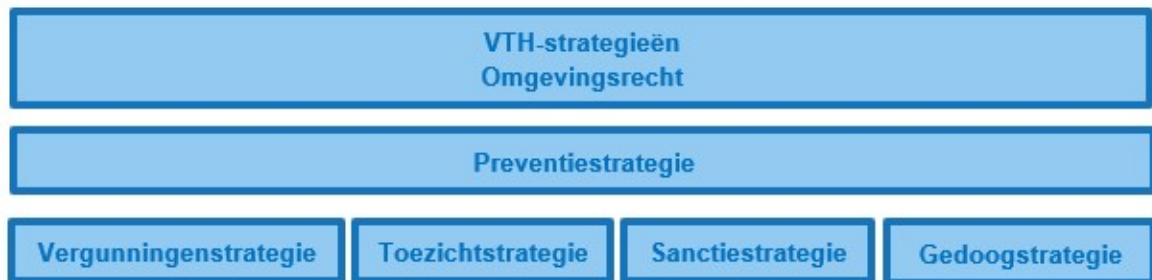 VTH-strategieën
Omgevingsrecht
Preventiestrategie
Vergunningenstrategie
Toezichtstrategie
Sanctiestrategie
Gedoogstrategie